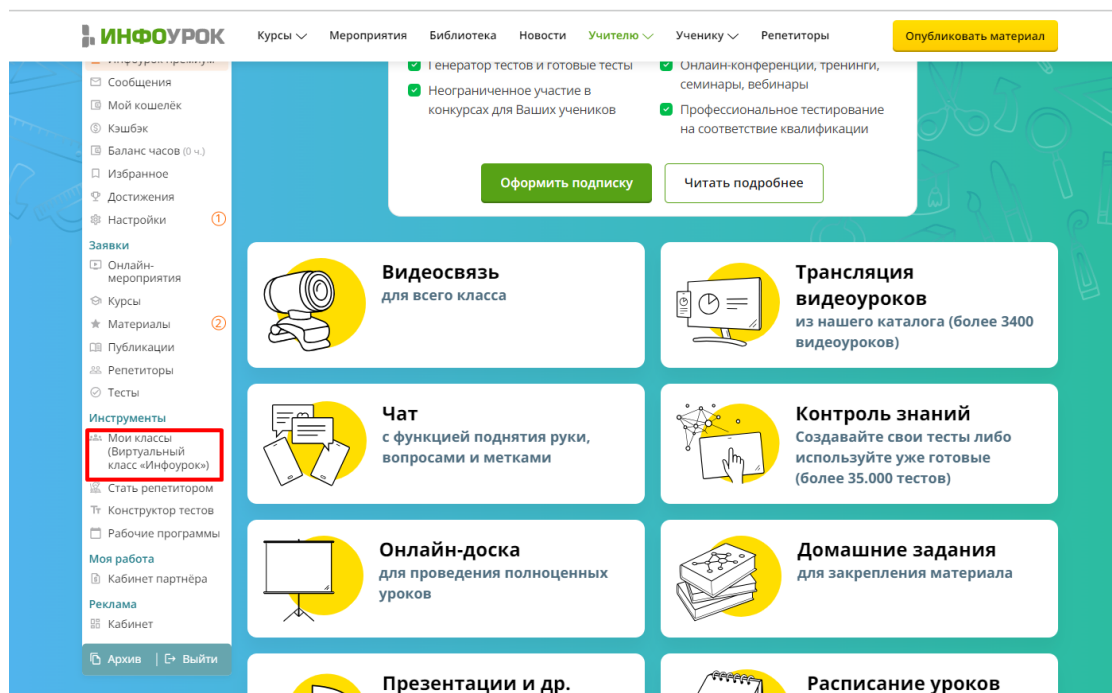 ИНФОУРОК
Курсы
Мероприятия
Библиотека
Новости
Учителю
Ученику
Репетиторы
Опубликовать материал
Инфоурок премиум
Сообщения
Мой кошелёк
Кэшбэк
Баланс часов (0 ч.)
Избранное
Достижения
Настройки 1
Заявки
Онлайн-
мероприятия
Курсы
Материалы 2
Публикации
Репетиторы
Тесты
Инструменты
Мои классы
(Виртуальный
класс «Инфоурок»)
Стать репетитором
Тт Конструктор тестов
Рабочие программы
Моя работа
Кабинет партнёра
Реклама
Кабинет
Архив | Выйти
Генератор тестов и готовые тесты
Неограниченное участие в
конкурсах для Ваших учеников
Онлайн-конференции, тренинги,
семинары, вебинары
Профессиональное тестирование
на соответствие квалификации
Оформить подписку
Читать подробнее
Видеосвязь
для всего класса
Трансляция
видеоуроков
из нашего каталога (более 3400
видеоуроков)
Чат
с функцией поднятия руки,
вопросами и метками
Контроль знаний
Создавайте свои тесты либо
используйте уже готовые
(более 35.000 тестов)
Онлайн-доска
для проведения полноценных
уроков
Домашние задания
для закрепления материала
Презентации и др.
Расписание уроков